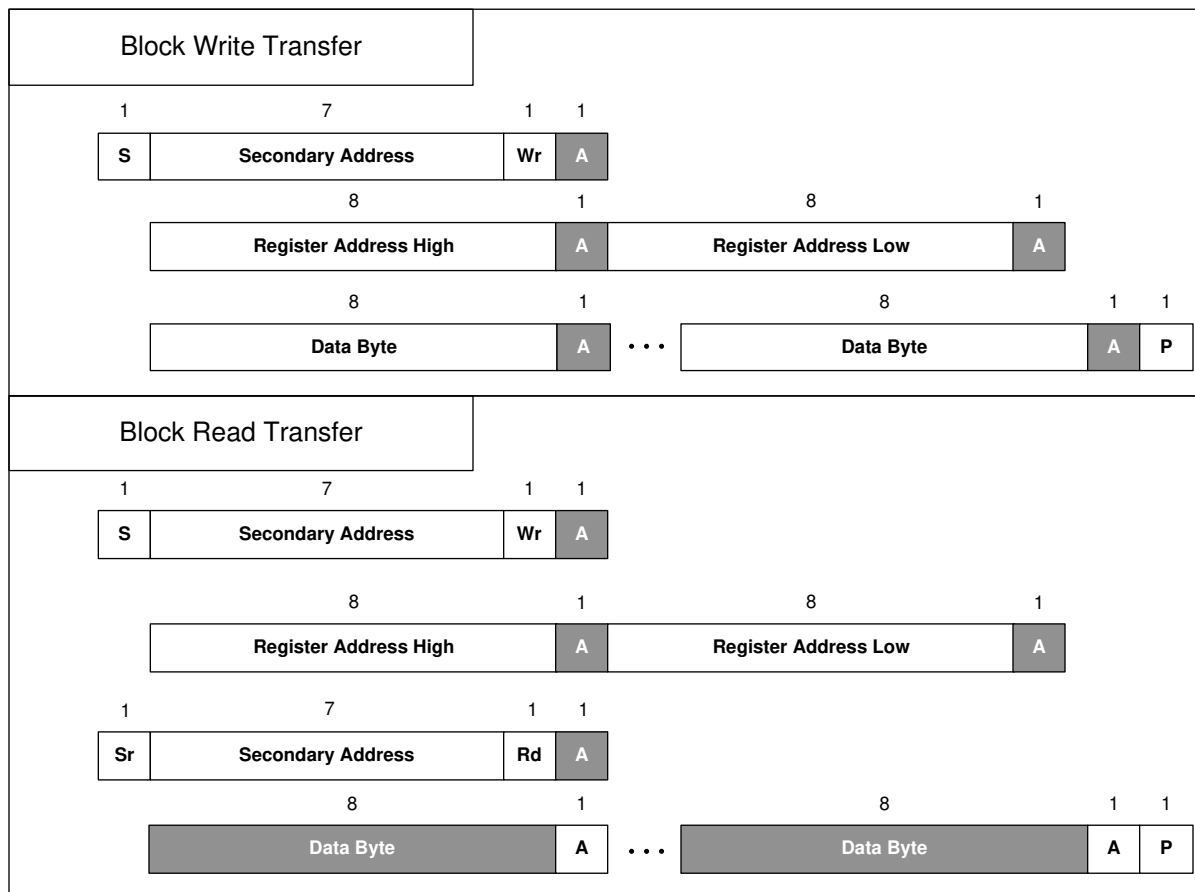 Block Write Transfer
1 7 1 1
S Secondary Address Wr A
8 1 8 1
Register Address High A Register Address Low A
8 1 8 1 1
Data Byte A ... Data Byte A P
Block Read Transfer
1 7 1 1
S Secondary Address Wr A
8 1 8 1
Register Address High A Register Address Low A
1 7 1 1
Sr Secondary Address Rd A
8 1 8 1 1
Data Byte A ... Data Byte A P